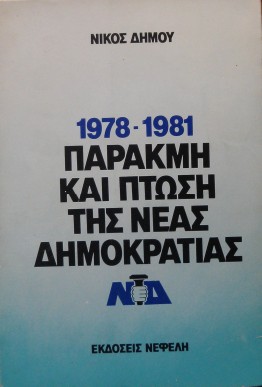 ΝΙΚΟΣ ΔΗΜΟΥ
1978-1981
ΠΑΡΑΚΜΗ
ΚΑΙ ΠΤΩΣΗ
ΤΗΣ ΝΕΑΣ
ΔΗΜΟΚΡΑΤΙΑΣ
ΝΔ
ΕΚΔΟΣΕΙΣ ΝΕΦΕΛΗ